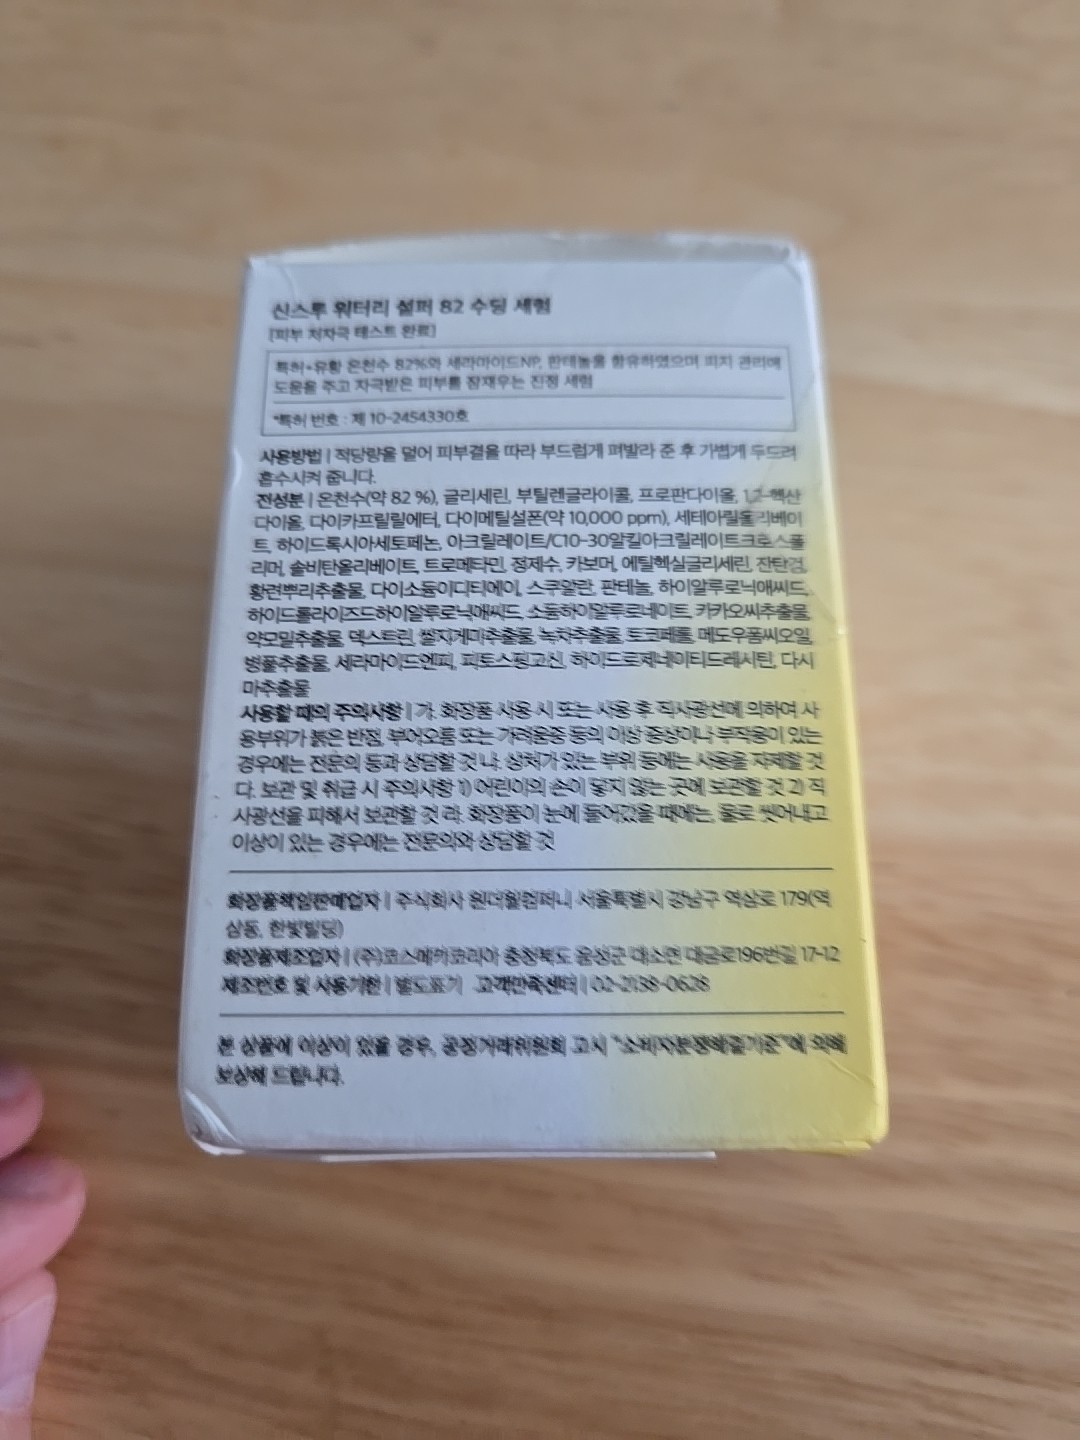 신스루 워터리 설퍼 82 수딩 세럼
[피부 저자극 테스트 완료]
특허*유황 온천수 82%와 세라마이드NP, 판테놀을 함유하였으며 피지 관리에
도움을 주고 자극받은 피부를 잠재우는 진정 세럼
*특허 번호 : 제 10-2454330호
사용방법 | 적당량을 덜어 피부결을 따라 부드럽게 펴발라 준 후 가볍게 두드려
흡수시켜 줍니다.
전성분 | 온천수(약 82 %), 글리세린, 부틸렌글라이콜, 프로판다이올, 1,2-헥산
다이올, 다이카프릴릴에터, 다이메틸설폰(약 10,000 ppm), 세테아릴올리베이
트, 하이드록시아세토페논, 아크릴레이트/C10-30알킬아크릴레이트크로스폴
리머, 솔비탄올리베이트, 트로메타민, 정제수, 카보머, 에틸헥실글리세린, 잔탄검,
황련뿌리추출물, 다이소듐이디티에이, 스쿠알란, 판테놀, 하이알루로닉애씨드,
하이드롤라이즈드하이알루로닉애씨드, 소듐하이알루로네이트, 카카오씨추출물,
약모밀추출물, 덱스트린, 쌀지게미추출물, 녹차추출물, 토코페롤, 메도우폼씨오일,
병풀추출물, 세라마이드엔피, 피토스핑고신, 하이드로제네이티드레시틴, 다시
마추출물
사용할 때의 주의사항 | 가. 화장품 사용 시 또는 사용 후 직사광선에 의하여 사
용부위가 붉은 반점, 부어오름 또는 가려움증 등의 이상 증상이나 부작용이 있는
경우에는 전문의 등과 상담할 것 나. 상처가 있는 부위 등에는 사용을 자제할 것
다. 보관 및 취급 시 주의사항 1) 어린이의 손이 닿지 않는 곳에 보관할 것 2) 직
사광선을 피해서 보관할 것 라. 화장품이 눈에 들어갔을 때에는, 물로 씻어내고
이상이 있는 경우에는 전문의와 상담할 것
화장품책임판매업자 | 주식회사 원더월컴퍼니 서울특별시 강남구 역삼로 179(역
삼동, 한빛빌딩)
화장품제조업자 | (주)코스메카코리아 충청북도 음성군 대소면 대금로196번길 17-12
제조번호 및 사용기한 | 별도표기 고객만족센터 | 02-2138-0628
본 상품에 이상이 있을 경우, 공정거래위원회 고시 "소비자분쟁해결기준"에 의해
보상해 드립니다.